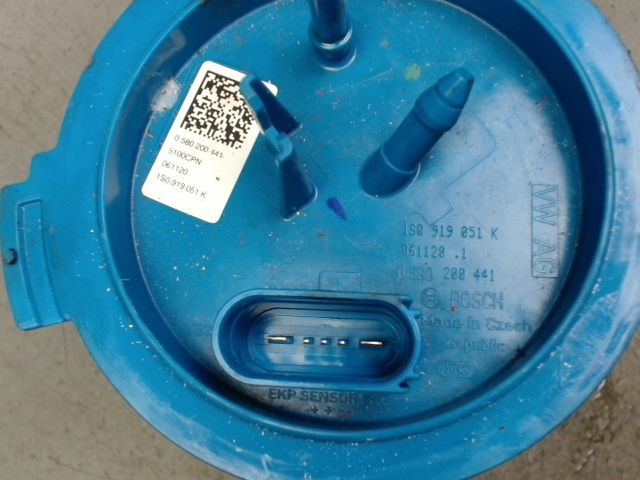 0 580 200 441
5100CPN
061120
1S0 919 051 K
1S0 919 051 K
061120 .1
0 580 200 441
BOSCH
Made in Czech
Republic
VW AG
EKP SENSOR
+ +